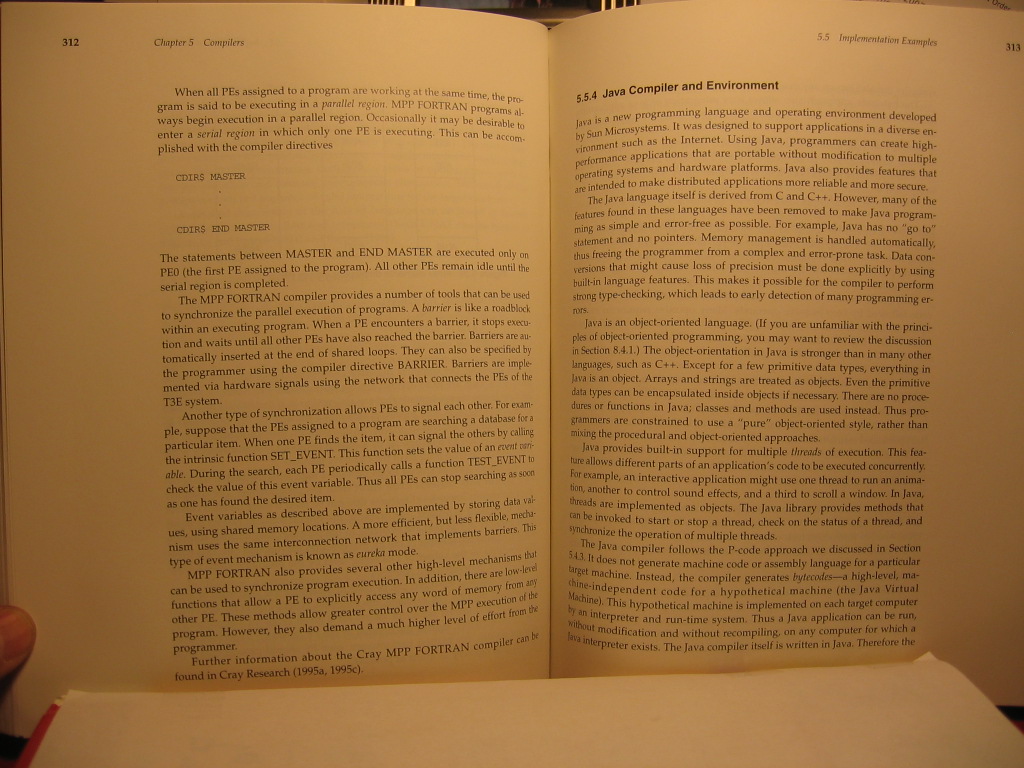 312
Chapter 5 Compilers
When all PEs assigned to a program are working at the same time, the pro-
gram is said to be executing in a parallel region. MPP FORTRAN programs al-
ways begin execution in a parallel region. Occasionally it may be desirable to
enter a serial region in which only one PE is executing. This can be accom-
plished with the compiler directives
CDIR$ MASTER
.
.
.
CDIR$ END MASTER
The statements between MASTER and END MASTER are executed only on
PE0 (the first PE assigned to the program). All other PEs remain idle until the
serial region is completed.
The MPP FORTRAN compiler provides a number of tools that can be used
to synchronize the parallel execution of programs. A barrier is like a roadblock
within an executing program. When a PE encounters a barrier, it stops execu-
tion and waits until all other PEs have also reached the barrier. Barriers are au-
tomatically inserted at the end of shared loops. They can also be specified by
the programmer using the compiler directive BARRIER. Barriers are imple-
mented via hardware signals using the network that connects the PEs of the
T3E system.
Another type of synchronization allows PEs to signal each other. For exam-
ple, suppose that the PEs assigned to a program are searching a database for a
particular item. When one PE finds the item, it can signal the others by calling
the intrinsic function SET_EVENT. This function sets the value of an event vari-
able. During the search, each PE periodically calls a function TEST_EVENT to
check the value of this event variable. Thus all PEs can stop searching as soon
as one has found the desired item.
Event variables as described above are implemented by storing data val-
ues, using shared memory locations. A more efficient, but less flexible, mecha-
nism uses the same interconnection network that implements barriers. This
type of event mechanism is known as eureka mode.
MPP FORTRAN also provides several other high-level mechanisms that
can be used to synchronize program execution. In addition, there are low-level
functions that allow a PE to explicitly access any word of memory from any
other PE. These methods allow greater control over the MPP execution of the
program. However, they also demand a much higher level of effort from the
programmer.
Further information about the Cray MPP FORTRAN compiler can be
found in Cray Research (1995a, 1995c).
5.5 Implementation Examples
313
5.5.4 Java Compiler and Environment
Java is a new programming language and operating environment developed
by Sun Microsystems. It was designed to support applications in a diverse en-
vironment such as the Internet. Using Java, programmers can create high-
performance applications that are portable without modification to multiple
operating systems and hardware platforms. Java also provides features that
are intended to make distributed applications more reliable and more secure.
The Java language itself is derived from C and C++. However, many of the
features found in these languages have been removed to make Java program-
ming as simple and error-free as possible. For example, Java has no "go to"
statement and no pointers. Memory management is handled automatically,
thus freeing the programmer from a complex and error-prone task. Data con-
versions that might cause loss of precision must be done explicitly by using
built-in language features. This makes it possible for the compiler to perform
strong type-checking, which leads to early detection of many programming er-
rors.
Java is an object-oriented language. (If you are unfamiliar with the princi-
ples of object-oriented programming, you may want to review the discussion
in Section 8.4.1.) The object-orientation in Java is stronger than in many other
languages, such as C++. Except for a few primitive data types, everything in
Java is an object. Arrays and strings are treated as objects. Even the primitive
data types can be encapsulated inside objects if necessary. There are no proce-
dures or functions in Java; classes and methods are used instead. Thus pro-
grammers are constrained to use a "pure" object-oriented style, rather than
mixing the procedural and object-oriented approaches.
Java provides built-in support for multiple threads of execution. This fea-
ture allows different parts of an application's code to be executed concurrently.
For example, an interactive application might use one thread to run an anima-
tion, another to control sound effects, and a third to scroll a window. In Java,
threads are implemented as objects. The Java library provides methods that
can be invoked to start or stop a thread, check on the status of a thread, and
synchronize the operation of multiple threads.
The Java compiler follows the P-code approach we discussed in Section
5.4.3. It does not generate machine code or assembly language for a particular
target machine. Instead, the compiler generates bytecodes—a high-level, ma-
chine-independent code for a hypothetical machine (the Java Virtual
Machine). This hypothetical machine is implemented on each target computer
by an interpreter and run-time system. Thus a Java application can be run,
without modification and without recompiling, on any computer for which a
Java interpreter exists. The Java compiler itself is written in Java. Therefore the